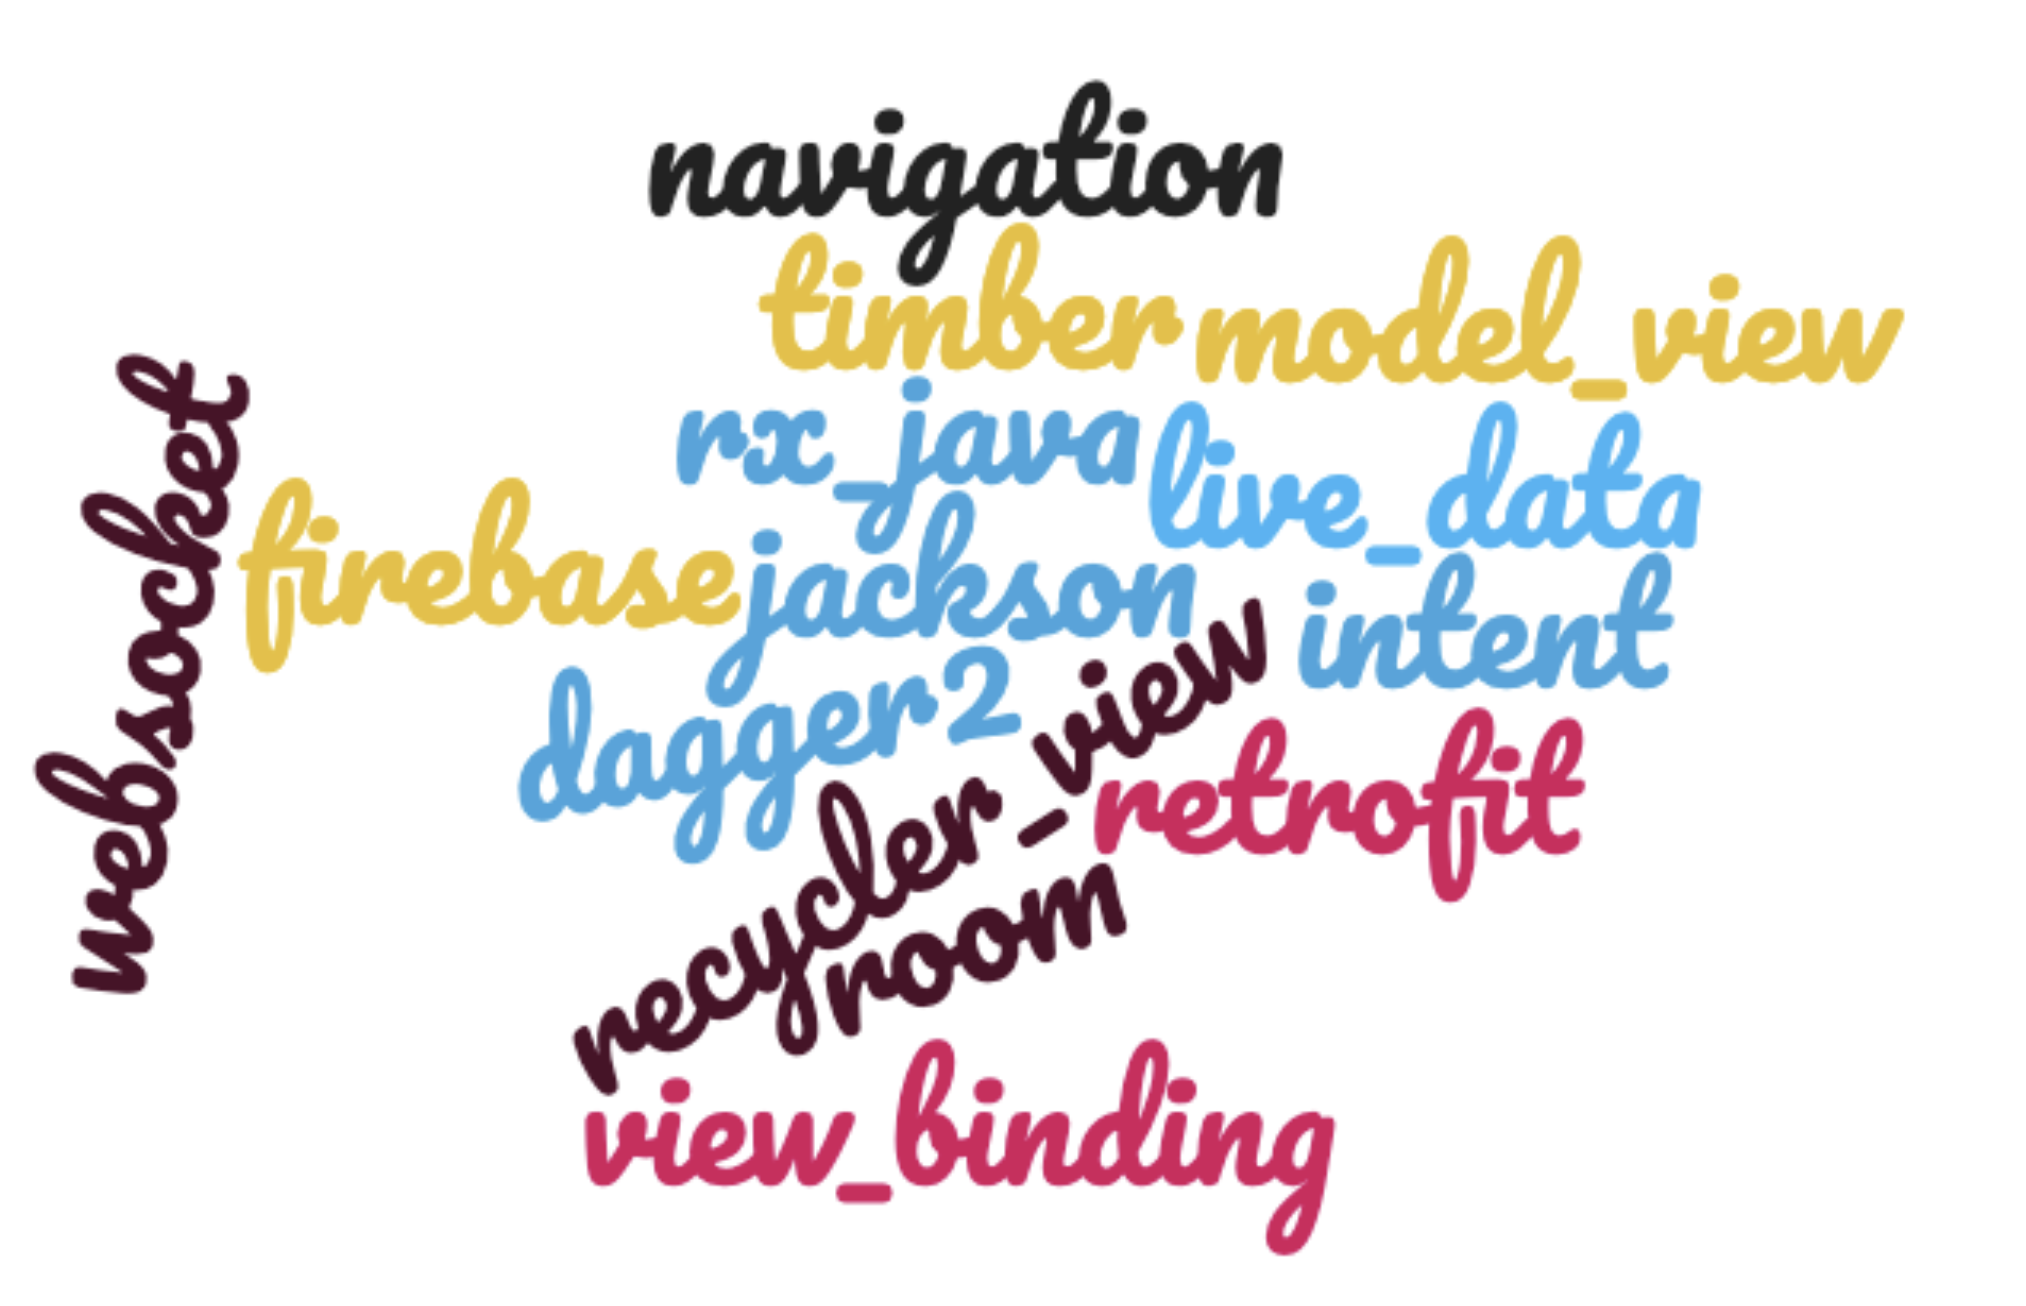 navigation
timber
model_view
rx_java
live_data
websocket
firebase
jackson
intent
dagger2
recycler_view
retrofit
room
view_binding